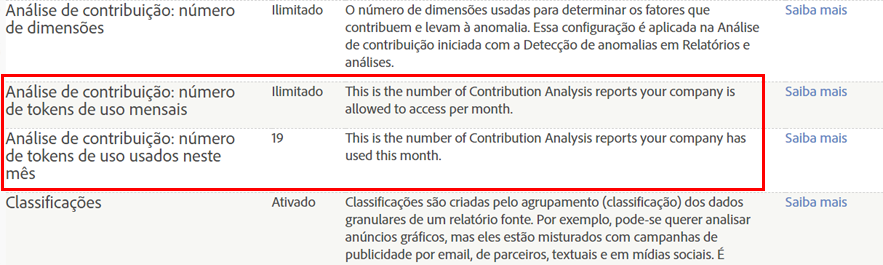 Análise de contribuição: número de dimensões
Ilimitado
O número de dimensões usadas para determinar os fatores que
contribuem e levam à anomalia. Essa configuração é aplicada na Análise
de contribuição iniciada com a Detecção de anomalias em Relatórios e
análises.
Saiba mais
Análise de contribuição: número
de tokens de uso mensais
Ilimitado
This is the number of Contribution Analysis reports your company is
allowed to access per month.
Saiba mais
Análise de contribuição: número
de tokens de uso usados neste
mês
19
This is the number of Contribution Analysis reports your company has
used this month.
Saiba mais
Classificações
Ativado
Classificações são criadas pelo agrupamento (classificação) dos dados
granulares de um relatório fonte. Por exemplo, pode-se querer analisar
anúncios gráficos, mas eles estão misturados com campanhas de
publicidade por email, de parceiros, textuais e em mídias sociais. É
Saiba mais